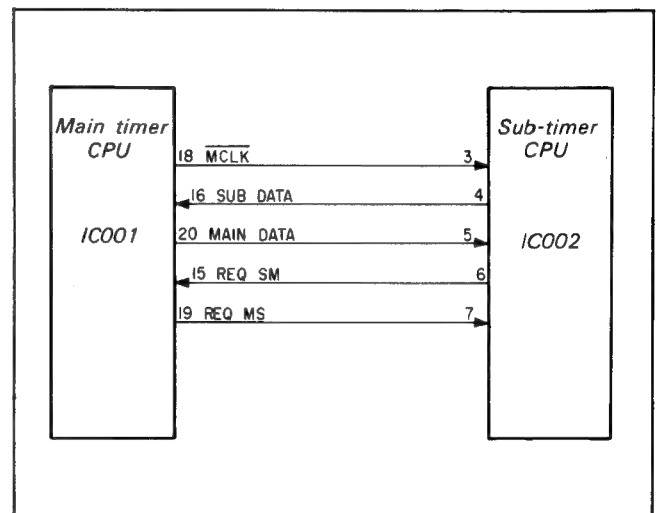 Main timer
CPU
Sub-timer
CPU
18 M̅C̅L̅K̅ 3
16 SUB DATA 4
IC001
20 MAIN DATA 5
IC002
15 REQ SM 6
19 REQ MS 7